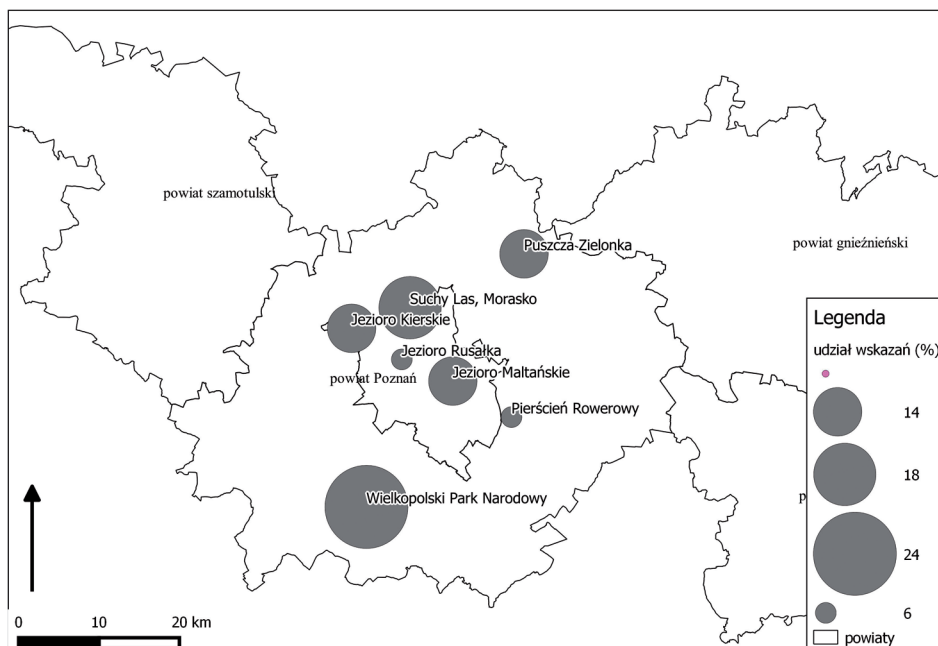 powiat szamotulski
powiat gnieźnieński
Puszcza Zielonka
Suchy Las, Morasko
Jezioro Kierskie
Jezioro Rusałka
powiat Poznań
Jezioro Maltańskie
Pierścień Rowerowy
Wielkopolski Park Narodowy
Legenda
udział wskazań (%)
14
18
24
6
powiaty
0 10 20 km